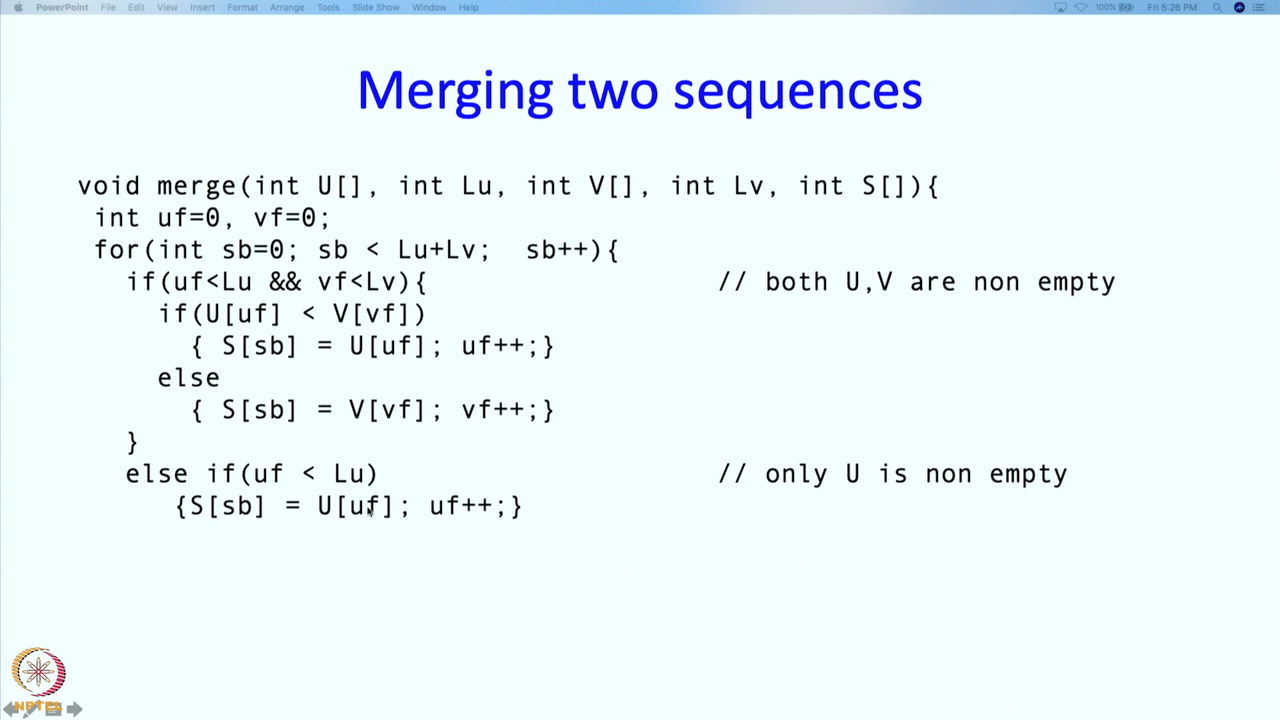 PowerPoint File Edit View Insert Format Arrange Tools Slide Show Window Help 100% Fri 5:26 PM
Merging two sequences
void merge(int U[], int Lu, int V[], int Lv, int S[]){
int uf=0, vf=0;
for(int sb=0; sb < Lu+Lv; sb++){
if(uf<Lu && vf<Lv){ // both U,V are non empty
if(U[uf] < V[vf])
{ S[sb] = U[uf]; uf++;}
else
{ S[sb] = V[vf]; vf++;}
}
else if(uf < Lu) // only U is non empty
{S[sb] = U[uf]; uf++;}
NPTEL